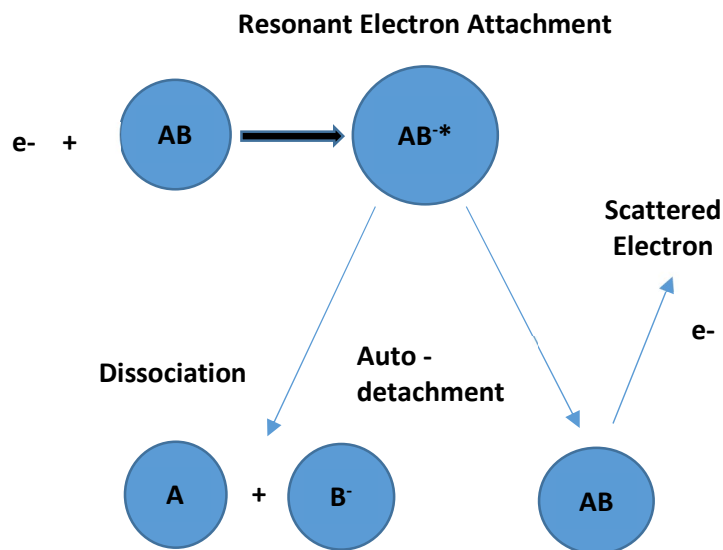 Resonant Electron Attachment
e- + AB AB-*
Scattered
Electron
e-
Dissociation
Auto -
detachment
A + B-
AB